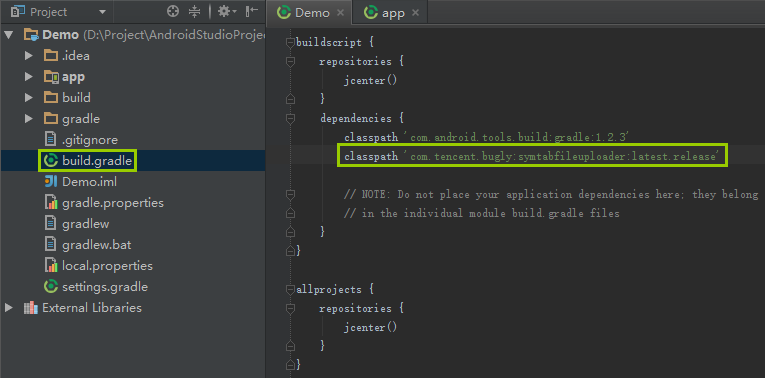 Project
Demo (D:\Project\AndroidStudioProje
.idea
app
build
gradle
.gitignore
build.gradle
Demo.iml
gradle.properties
gradlew
gradlew.bat
local.properties
settings.gradle
External Libraries
Demo ×
app ×
buildscript {
repositories {
jcenter()
}
dependencies {
classpath 'com.android.tools.build:gradle:1.2.3'
classpath 'com.tencent.bugly:symtabfileuploader:latest.release'
// NOTE: Do not place your application dependencies here; they belong
// in the individual module build.gradle files
}
}
allprojects {
repositories {
jcenter()
}
}